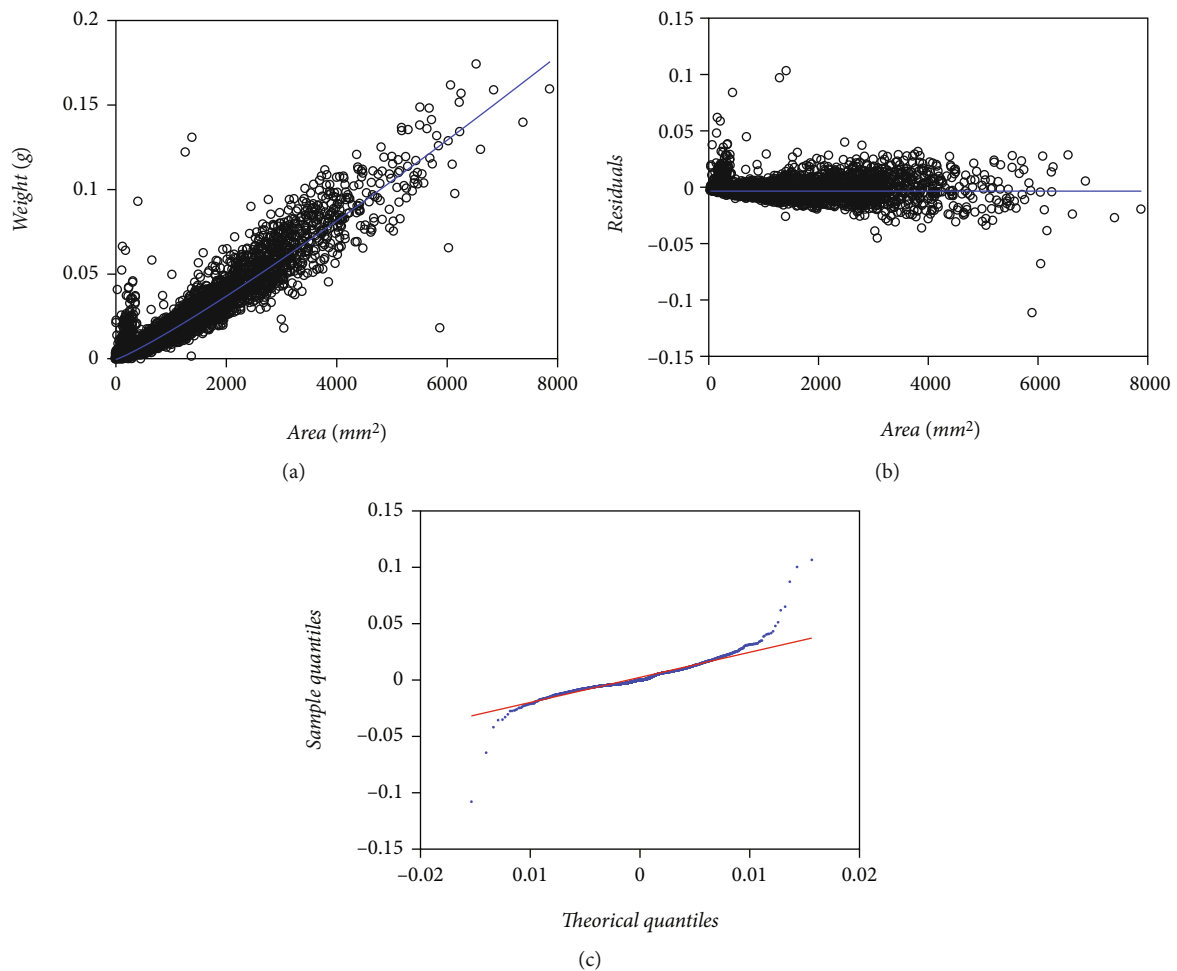 0.2
0.15
0.1
0.05
0
Weight (g)
0 2000 4000 6000 8000
Area (mm²)
(a)
0.15
0.1
0.05
0
−0.05
−0.1
−0.15
Residuals
0 2000 4000 6000 8000
Area (mm²)
(b)
0.15
0.1
0.05
0
−0.05
−0.1
−0.15
Sample quantiles
−0.02 0.01 0 0.01 0.02
Theorical quantiles
(c)